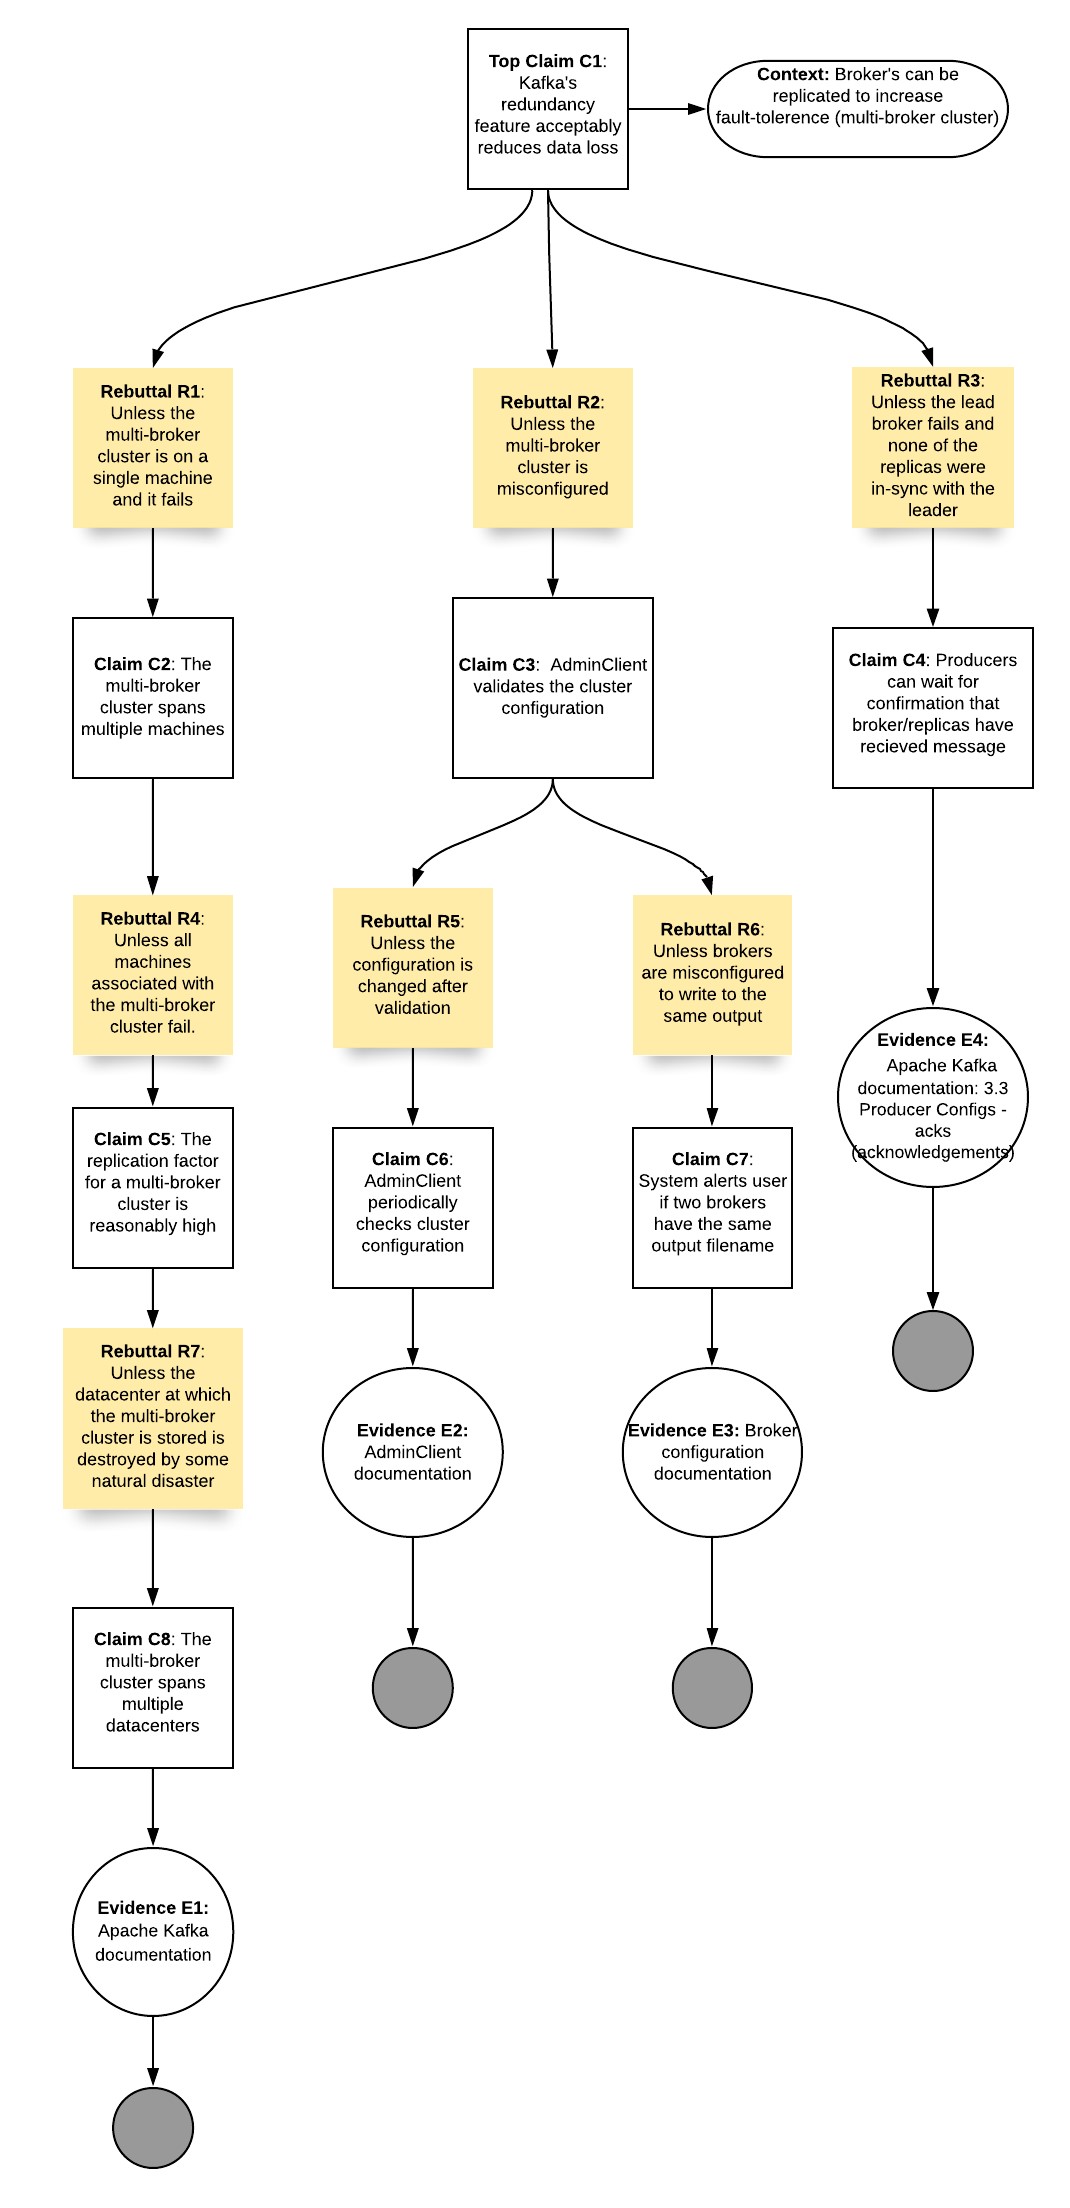 Top Claim C1:
Kafka's
redundancy
feature acceptably
reduces data loss
Context: Broker's can be
replicated to increase
fault-tolerence (multi-broker cluster)
Rebuttal R1:
Unless the
multi-broker
cluster is on a
single machine
and it fails
Rebuttal R2:
Unless the
multi-broker
cluster is
misconfigured
Rebuttal R3:
Unless the lead
broker fails and
none of the
replicas were
in-sync with the
leader
Claim C2: The
multi-broker
cluster spans
multiple machines
Claim C3: AdminClient
validates the cluster
configuration
Claim C4: Producers
can wait for
confirmation that
broker/replicas have
recieved message
Rebuttal R4:
Unless all
machines
associated with
the multi-broker
cluster fail.
Rebuttal R5:
Unless the
configuration is
changed after
validation
Rebuttal R6:
Unless brokers
are misconfigured
to write to the
same output
Evidence E4:
Apache Kafka
documentation: 3.3
Producer Configs -
acks
(acknowledgements)
Claim C5: The
replication factor
for a multi-broker
cluster is
reasonably high
Claim C6:
AdminClient
periodically
checks cluster
configuration
Claim C7:
System alerts user
if two brokers
have the same
output filename
Rebuttal R7:
Unless the
datacenter at which
the multi-broker
cluster is stored is
destroyed by some
natural disaster
Evidence E2:
AdminClient
documentation
Evidence E3: Broker
configuration
documentation
Claim C8: The
multi-broker
cluster spans
multiple
datacenters
Evidence E1:
Apache Kafka
documentation